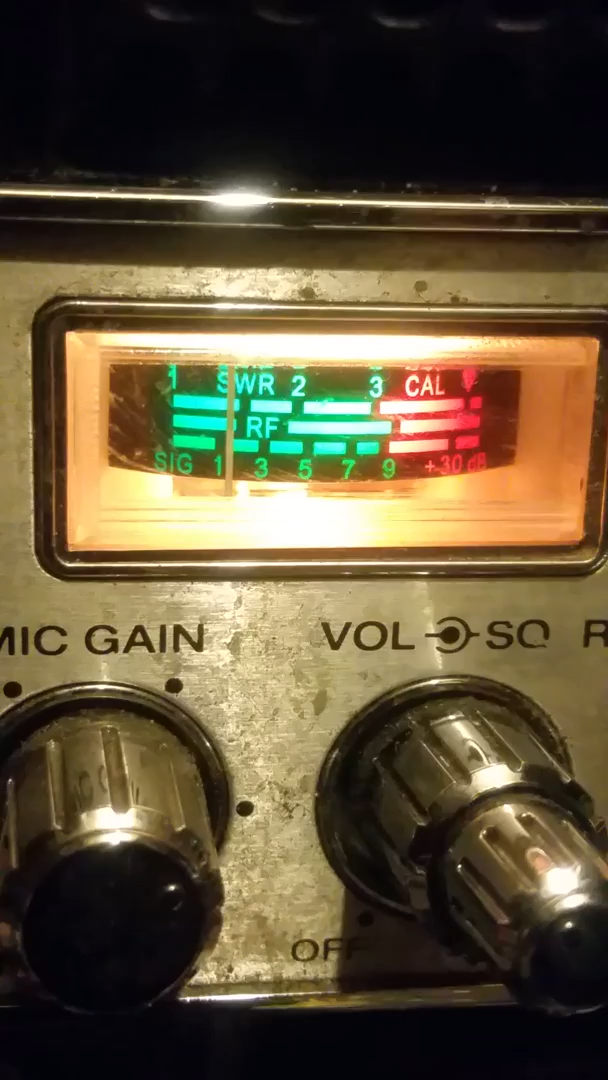 1 SWR 2 3 CAL
RF
SIG 1 3 5 7 9 +30 dB
MIC GAIN VOL SQ R
OFF